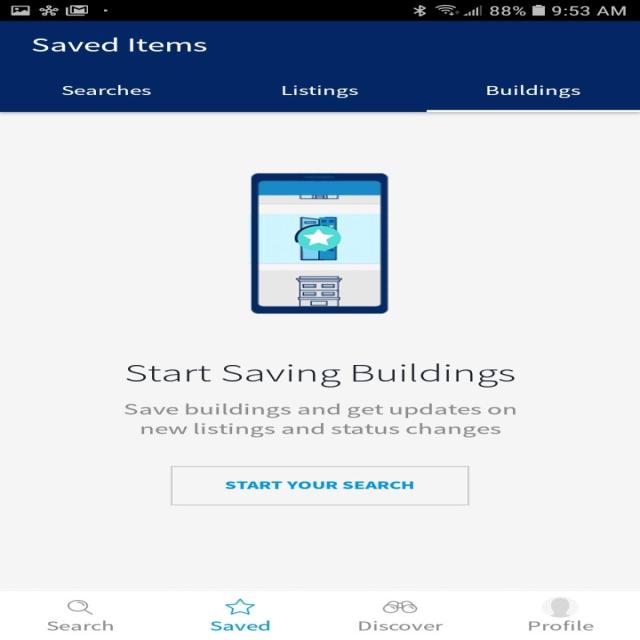 88% 9:53 AM
Saved Items
Searches Listings Buildings
Start Saving Buildings
Save buildings and get updates on
new listings and status changes
START YOUR SEARCH
Search Saved Discover Profile